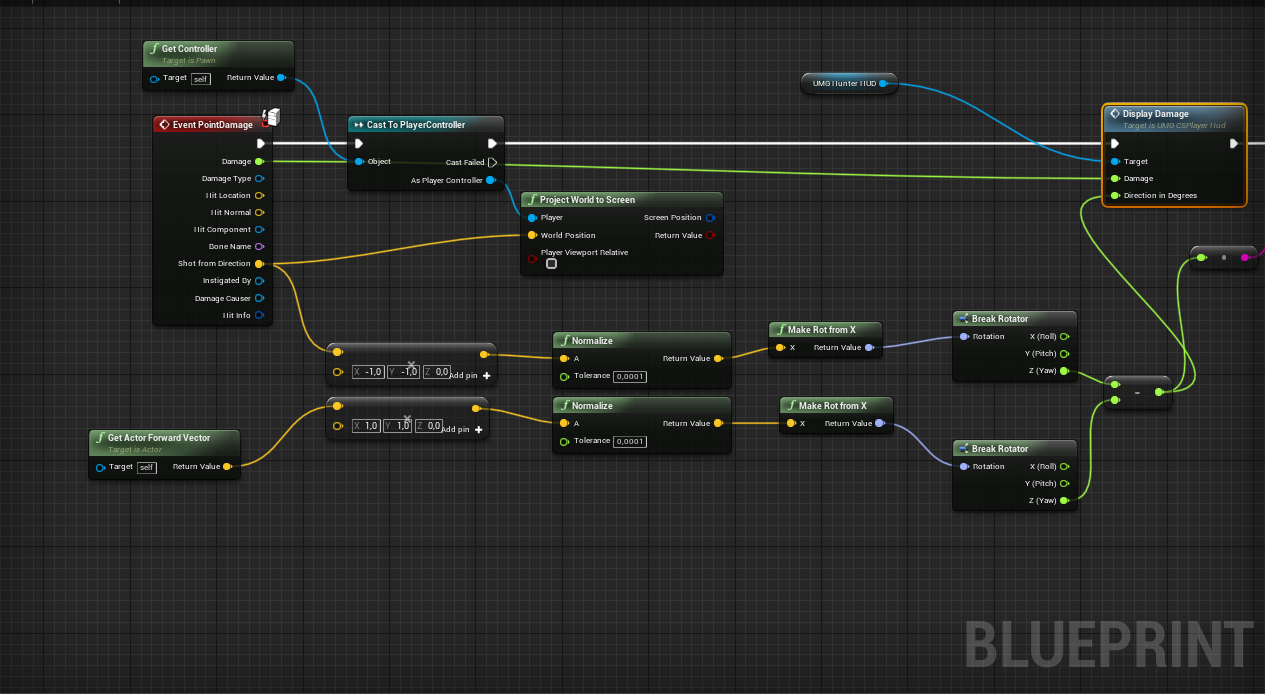 Get Controller
Target is Pawn
Target self Return Value
Event PointDamage
Damage
Damage Type
Hit Location
Hit Normal
Hit Component
Bone Name
Shot from Direction
Instigated By
Damage Causer
Hit Info
Cast To PlayerController
Object Cast Failed
As Player Controller
Project World to Screen
Player Screen Position
World Position Return Value
Player Viewport Relative
UMG Hunter HUD
Display Damage
Target is UMG CSPlayer Hud
Target
Damage
Direction in Degrees
X -1,0 Y -1,0 Z 0,0 Add pin +
Normalize
A Return Value
Tolerance 0,0001
Make Rot from X
X Return Value
Break Rotator
Rotation X (Roll)
Y (Pitch)
Z (Yaw)
-
Get Actor Forward Vector
Target is Actor
Target self Return Value
X 1,0 Y 1,0 Z 0,0 Add pin +
Normalize
A Return Value
Tolerance 0,0001
Make Rot from X
X Return Value
Break Rotator
Rotation X (Roll)
Y (Pitch)
Z (Yaw)
BLUEPRINT